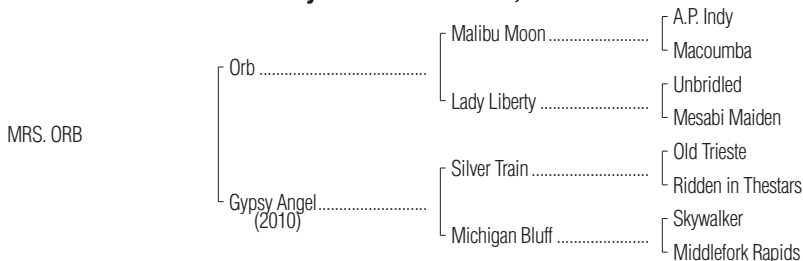 MRS. ORB
Orb
Gypsy Angel
(2010)
Malibu Moon
Lady Liberty
Silver Train
Michigan Bluff
A.P. Indy
Macoumba
Unbridled
Mesabi Maiden
Old Trieste
Ridden in Thestars
Skywalker
Middlefork Rapids